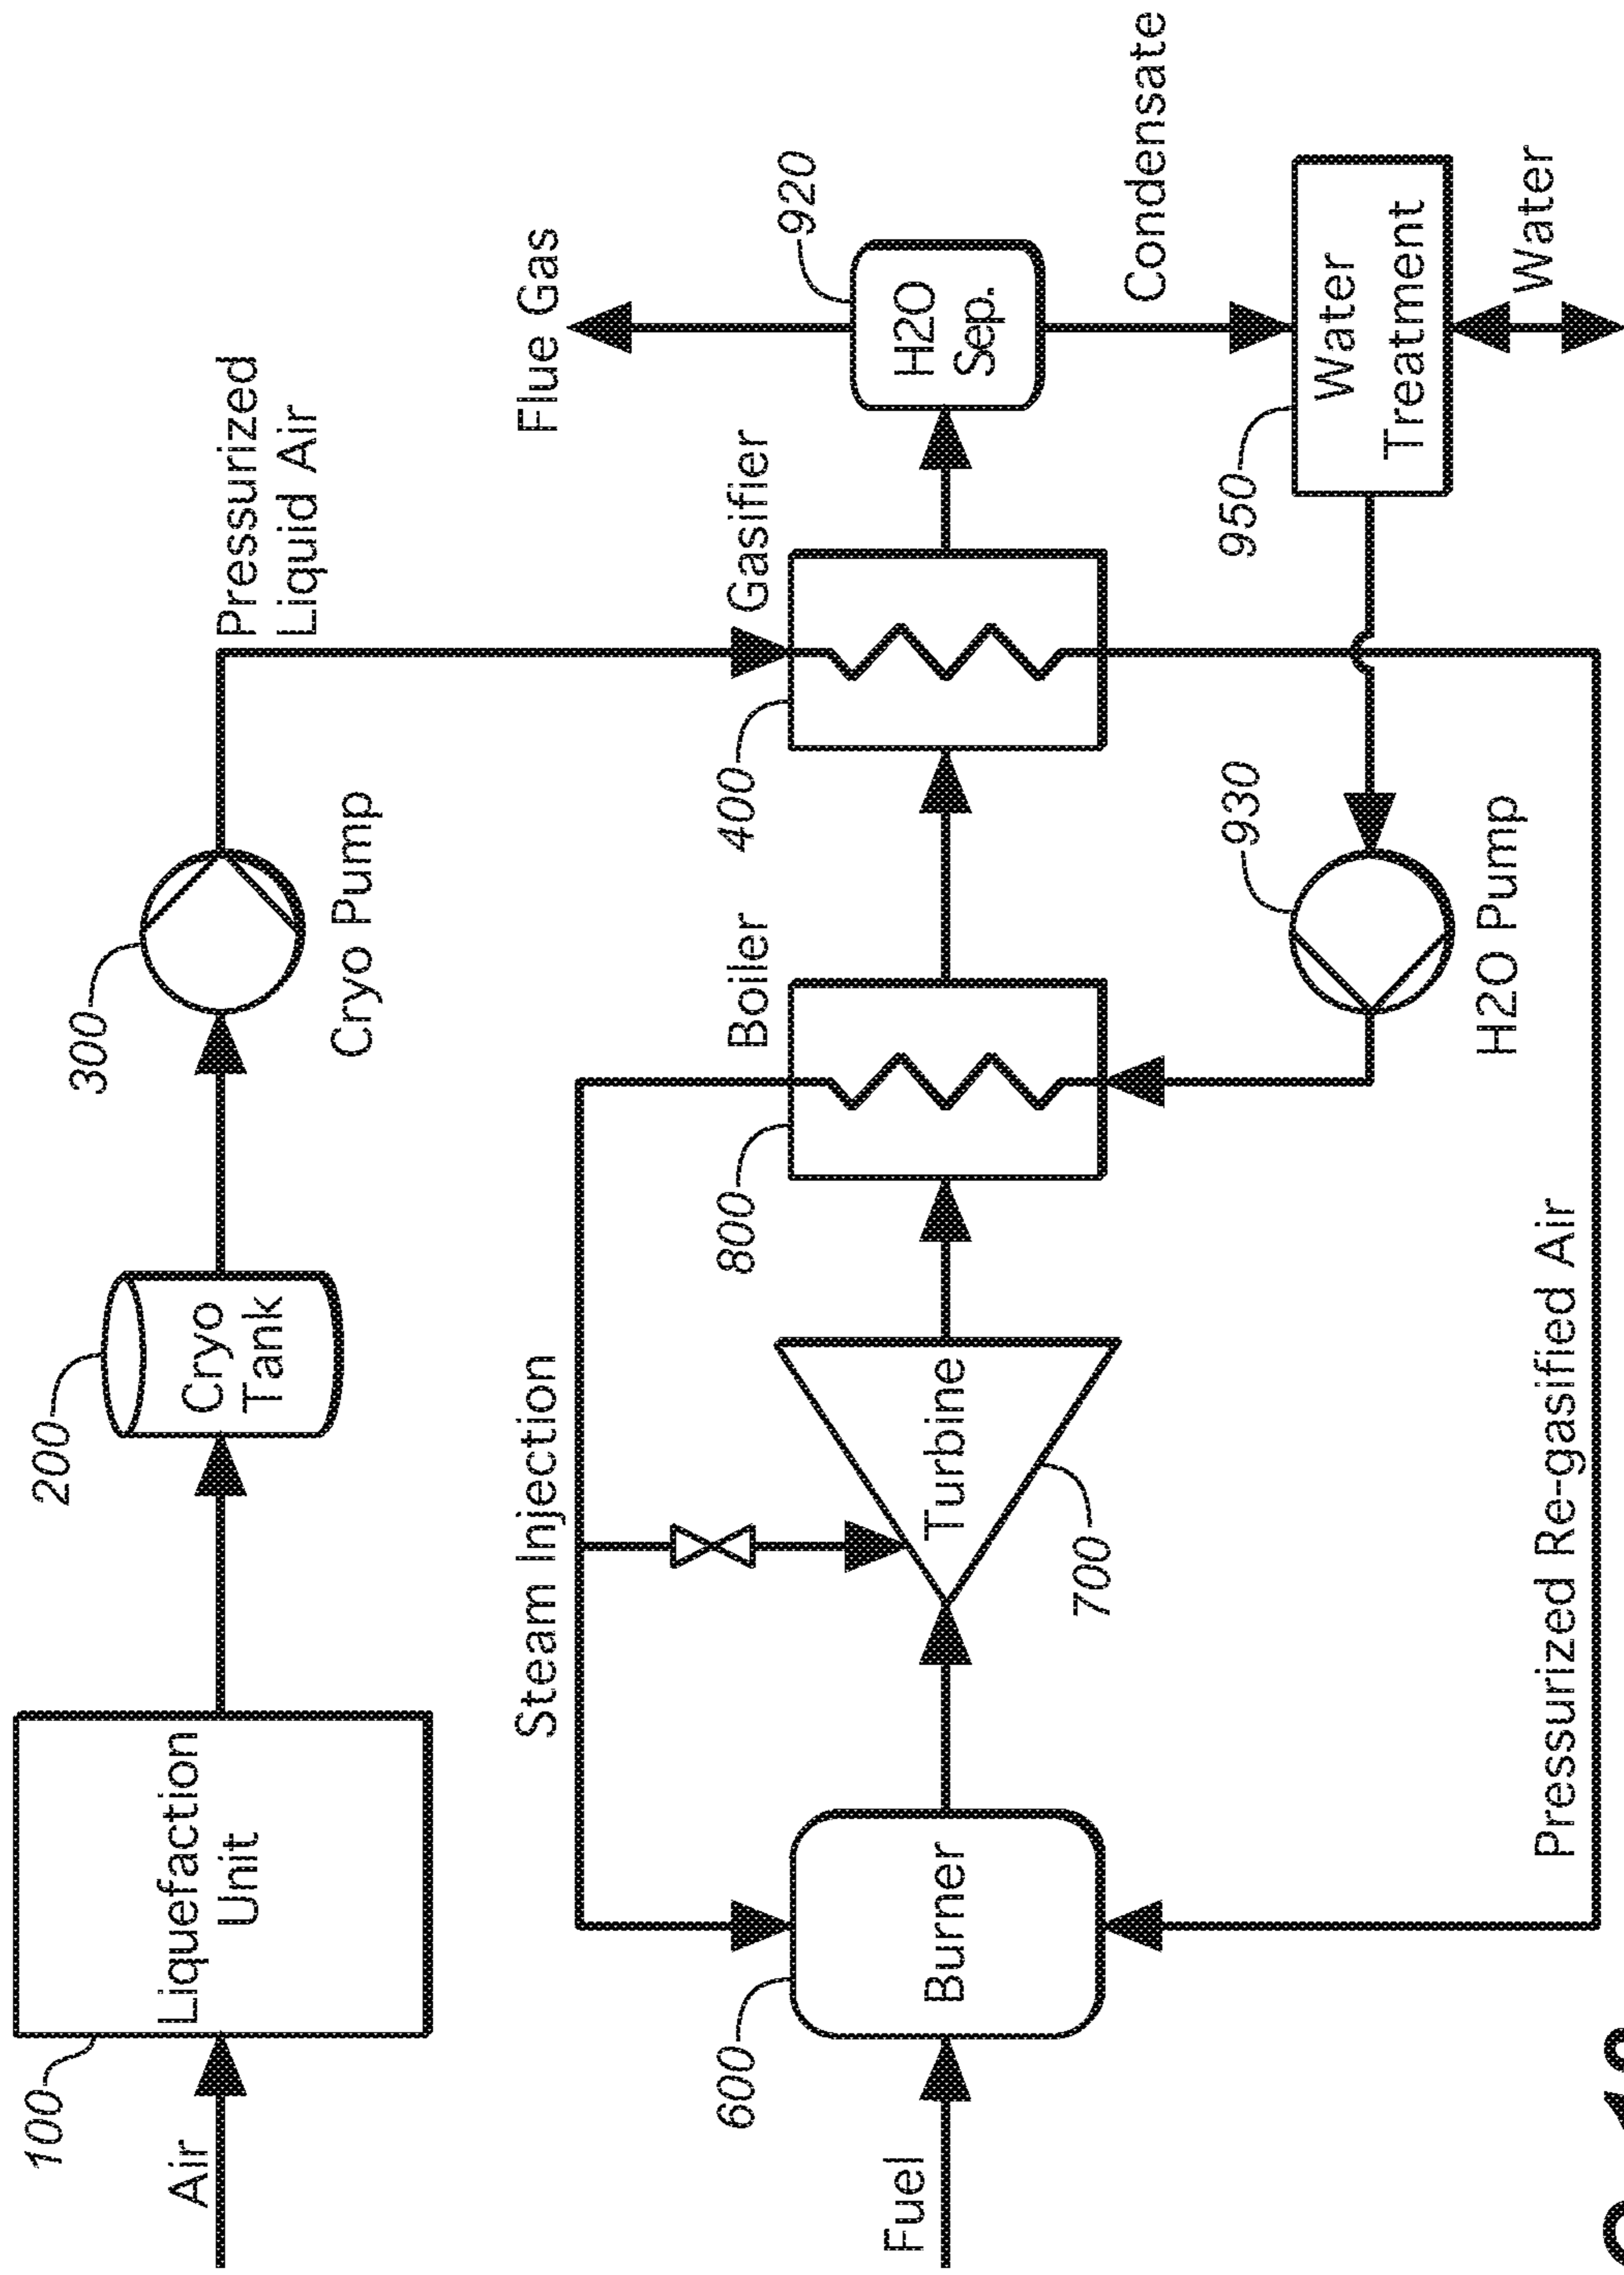 100
Air
Liquefaction
Unit
200
Cryo
Tank
300
Cryo Pump
Pressurized
Liquid Air
Steam Injection
Flue Gas
600
Fuel
Burner
Turbine
700
800
Boiler
400
Gasifier
920
H2O
Sep.
Condensate
930
H2O Pump
950
Water
Treatment
Water
Pressurized Re-gasified Air